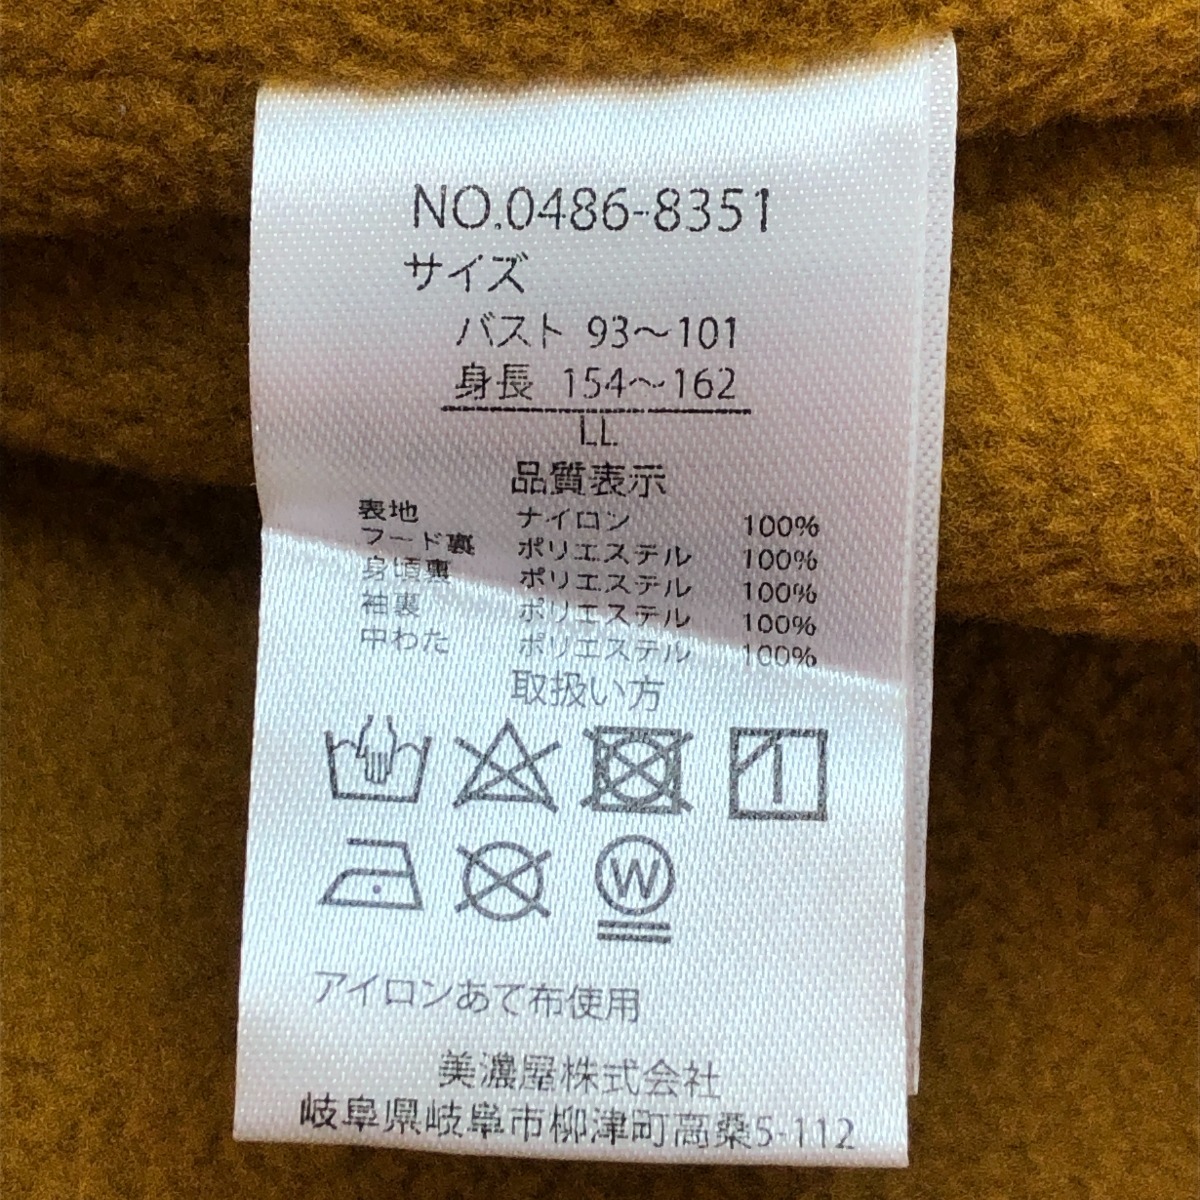 NO.0486-8351
サイズ
バスト 93〜101
身長 154〜162
LL
品質表示
表地 ナイロン 100%
フード裏 ポリエステル 100%
身頃裏 ポリエステル 100%
袖裏 ポリエステル 100%
中わた ポリエステル 100%
取扱い方
W
アイロンあて布使用
美濃屋株式会社
岐阜県岐阜市柳津町高桑5-112